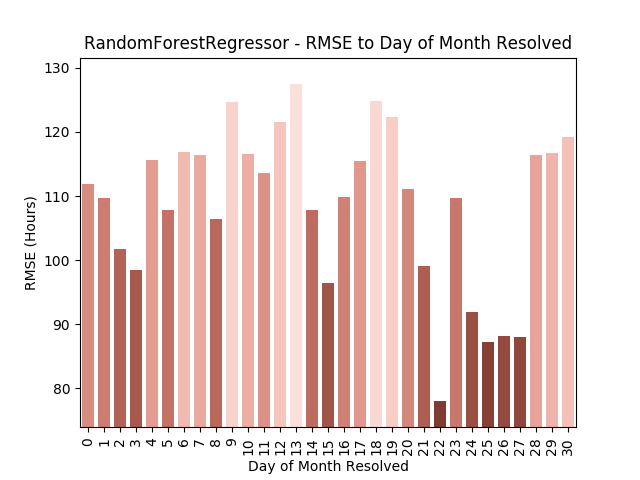 RandomForestRegressor - RMSE to Day of Month Resolved
130
120
110
100
90
80
RMSE (Hours)
0 1 2 3 4 5 6 7 8 9 10 11 12 13 14 15 16 17 18 19 20 21 22 23 24 25 26 27 28 29 30
Day of Month Resolved